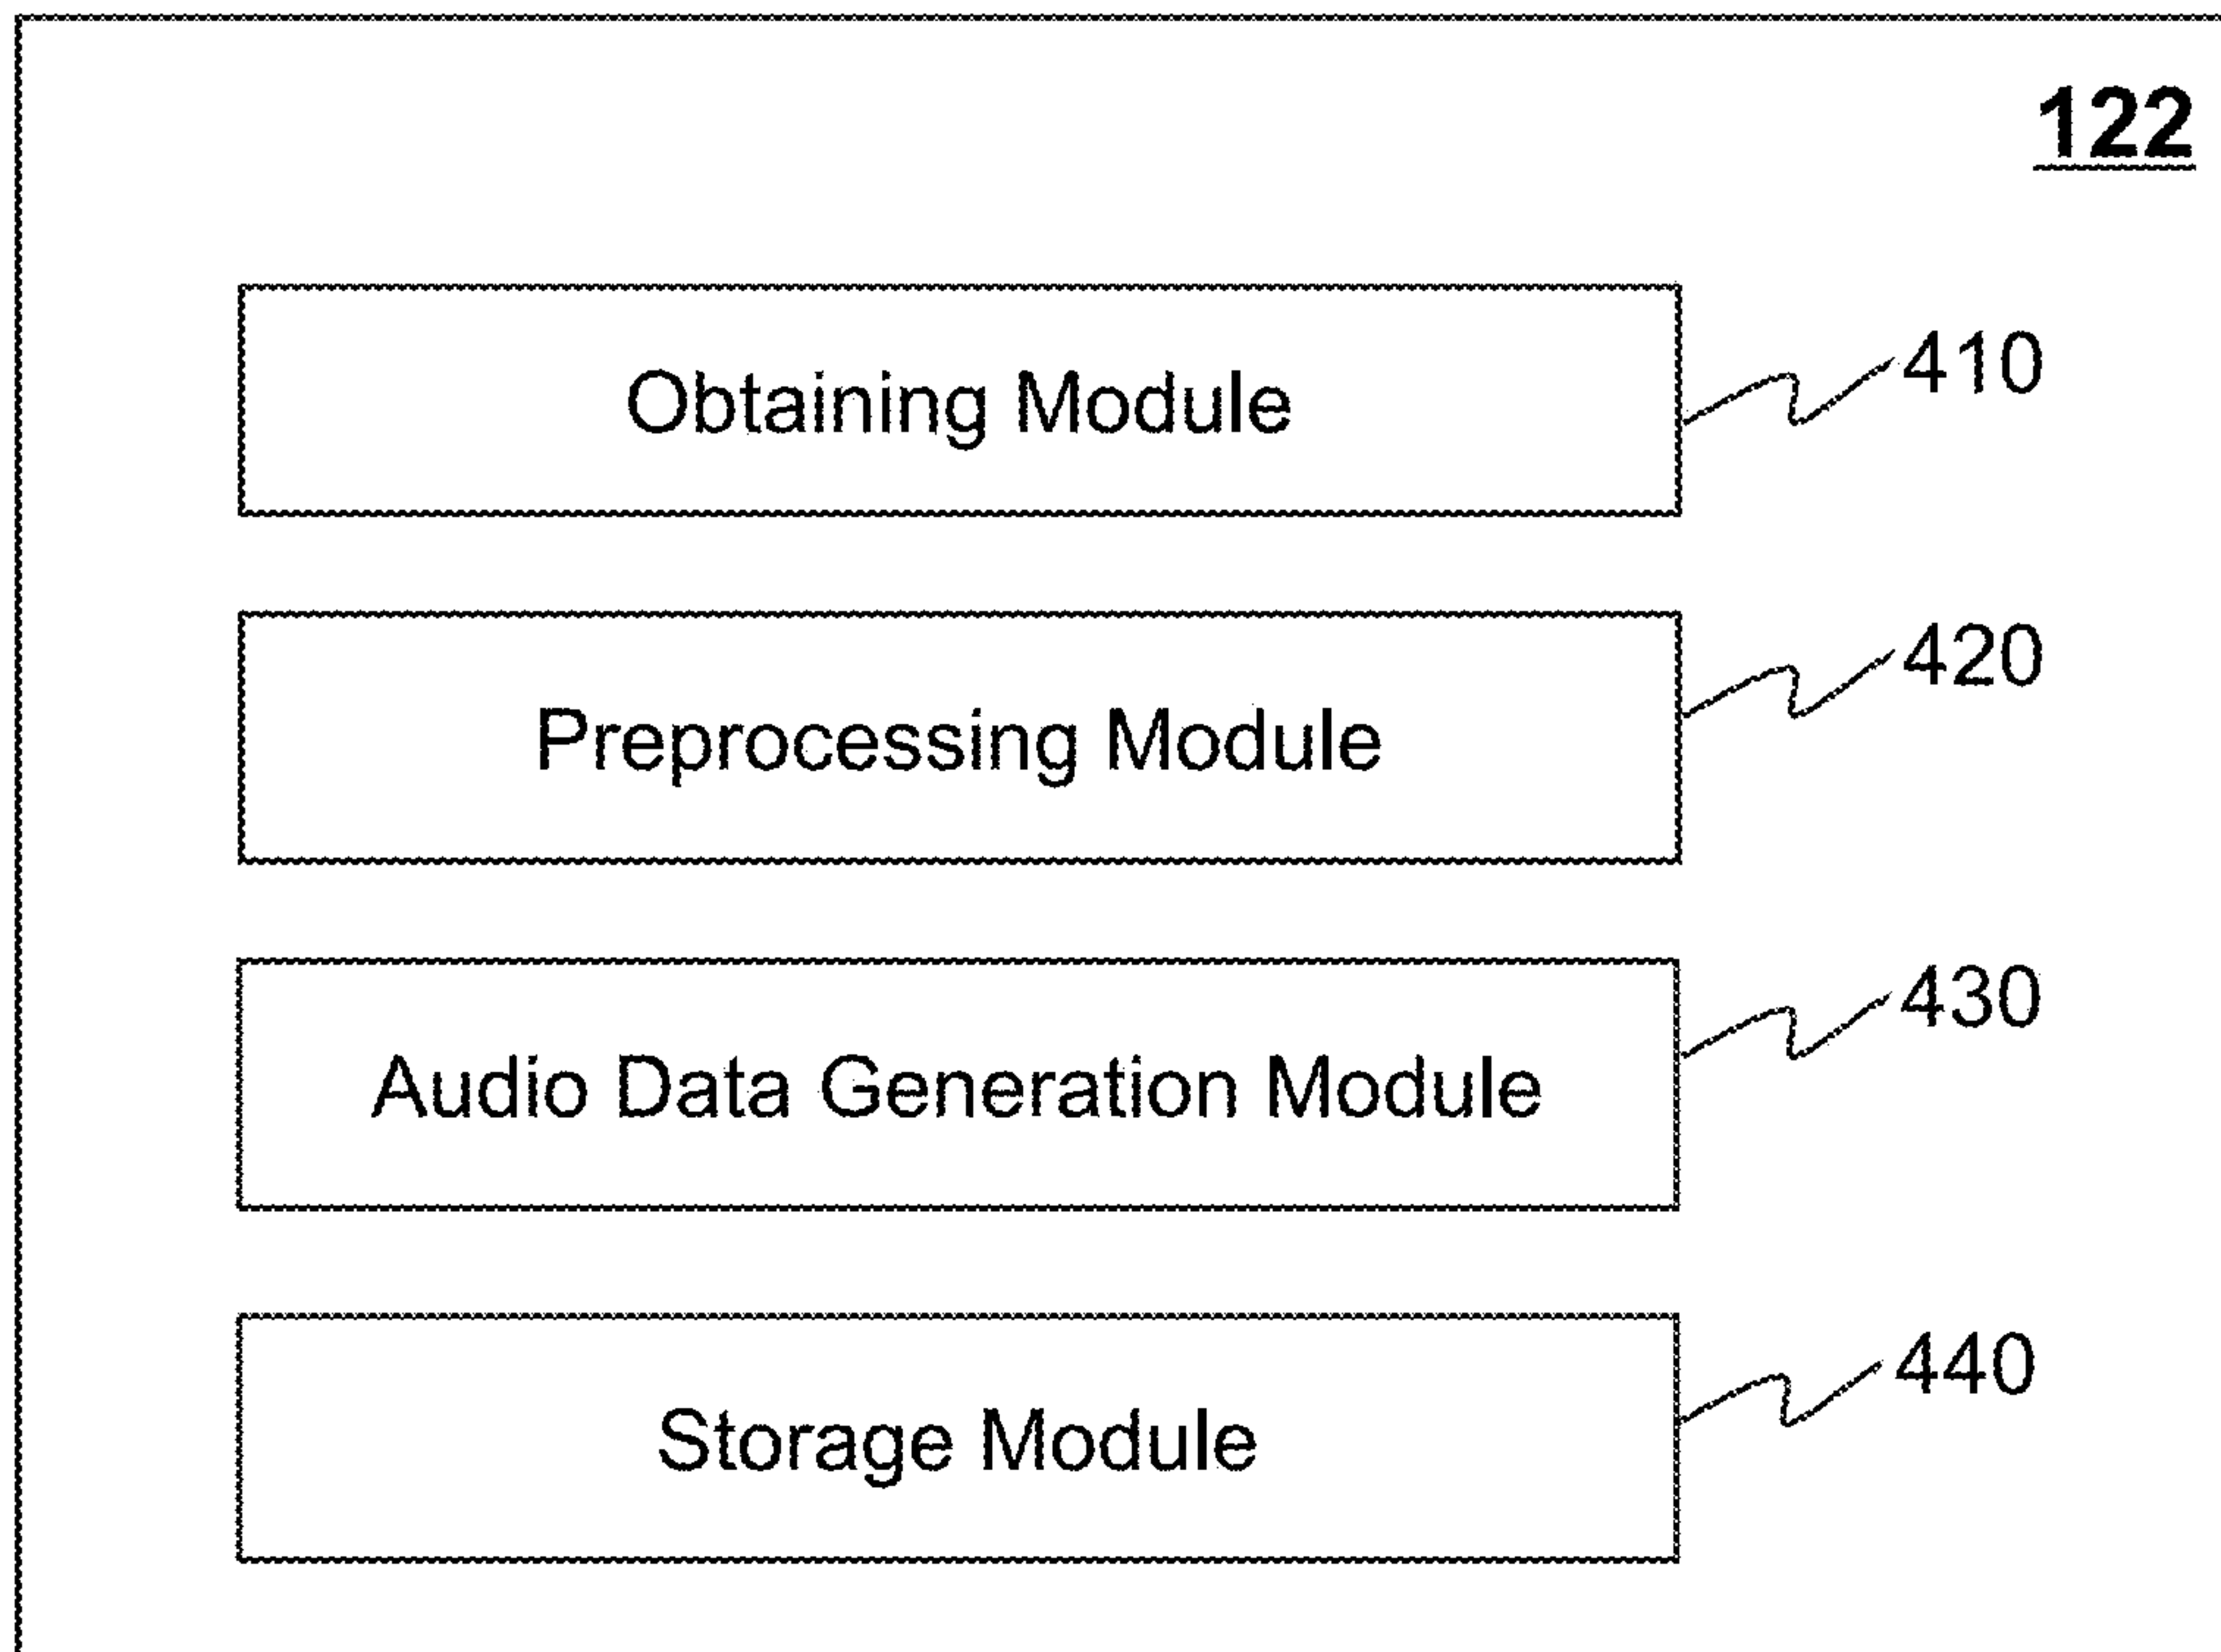 122
Obtaining Module
410
Preprocessing Module
420
Audio Data Generation Module
430
Storage Module
440